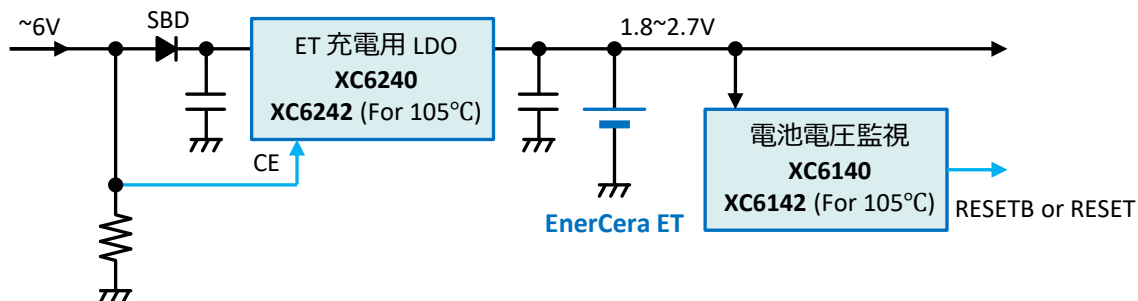 ~6V
SBD
ET 充電用 LDO
XC6240
XC6242 (For 105℃)
CE
1.8~2.7V
EnerCera ET
電池電圧監視
XC6140
XC6142 (For 105℃)
RESETB or RESET